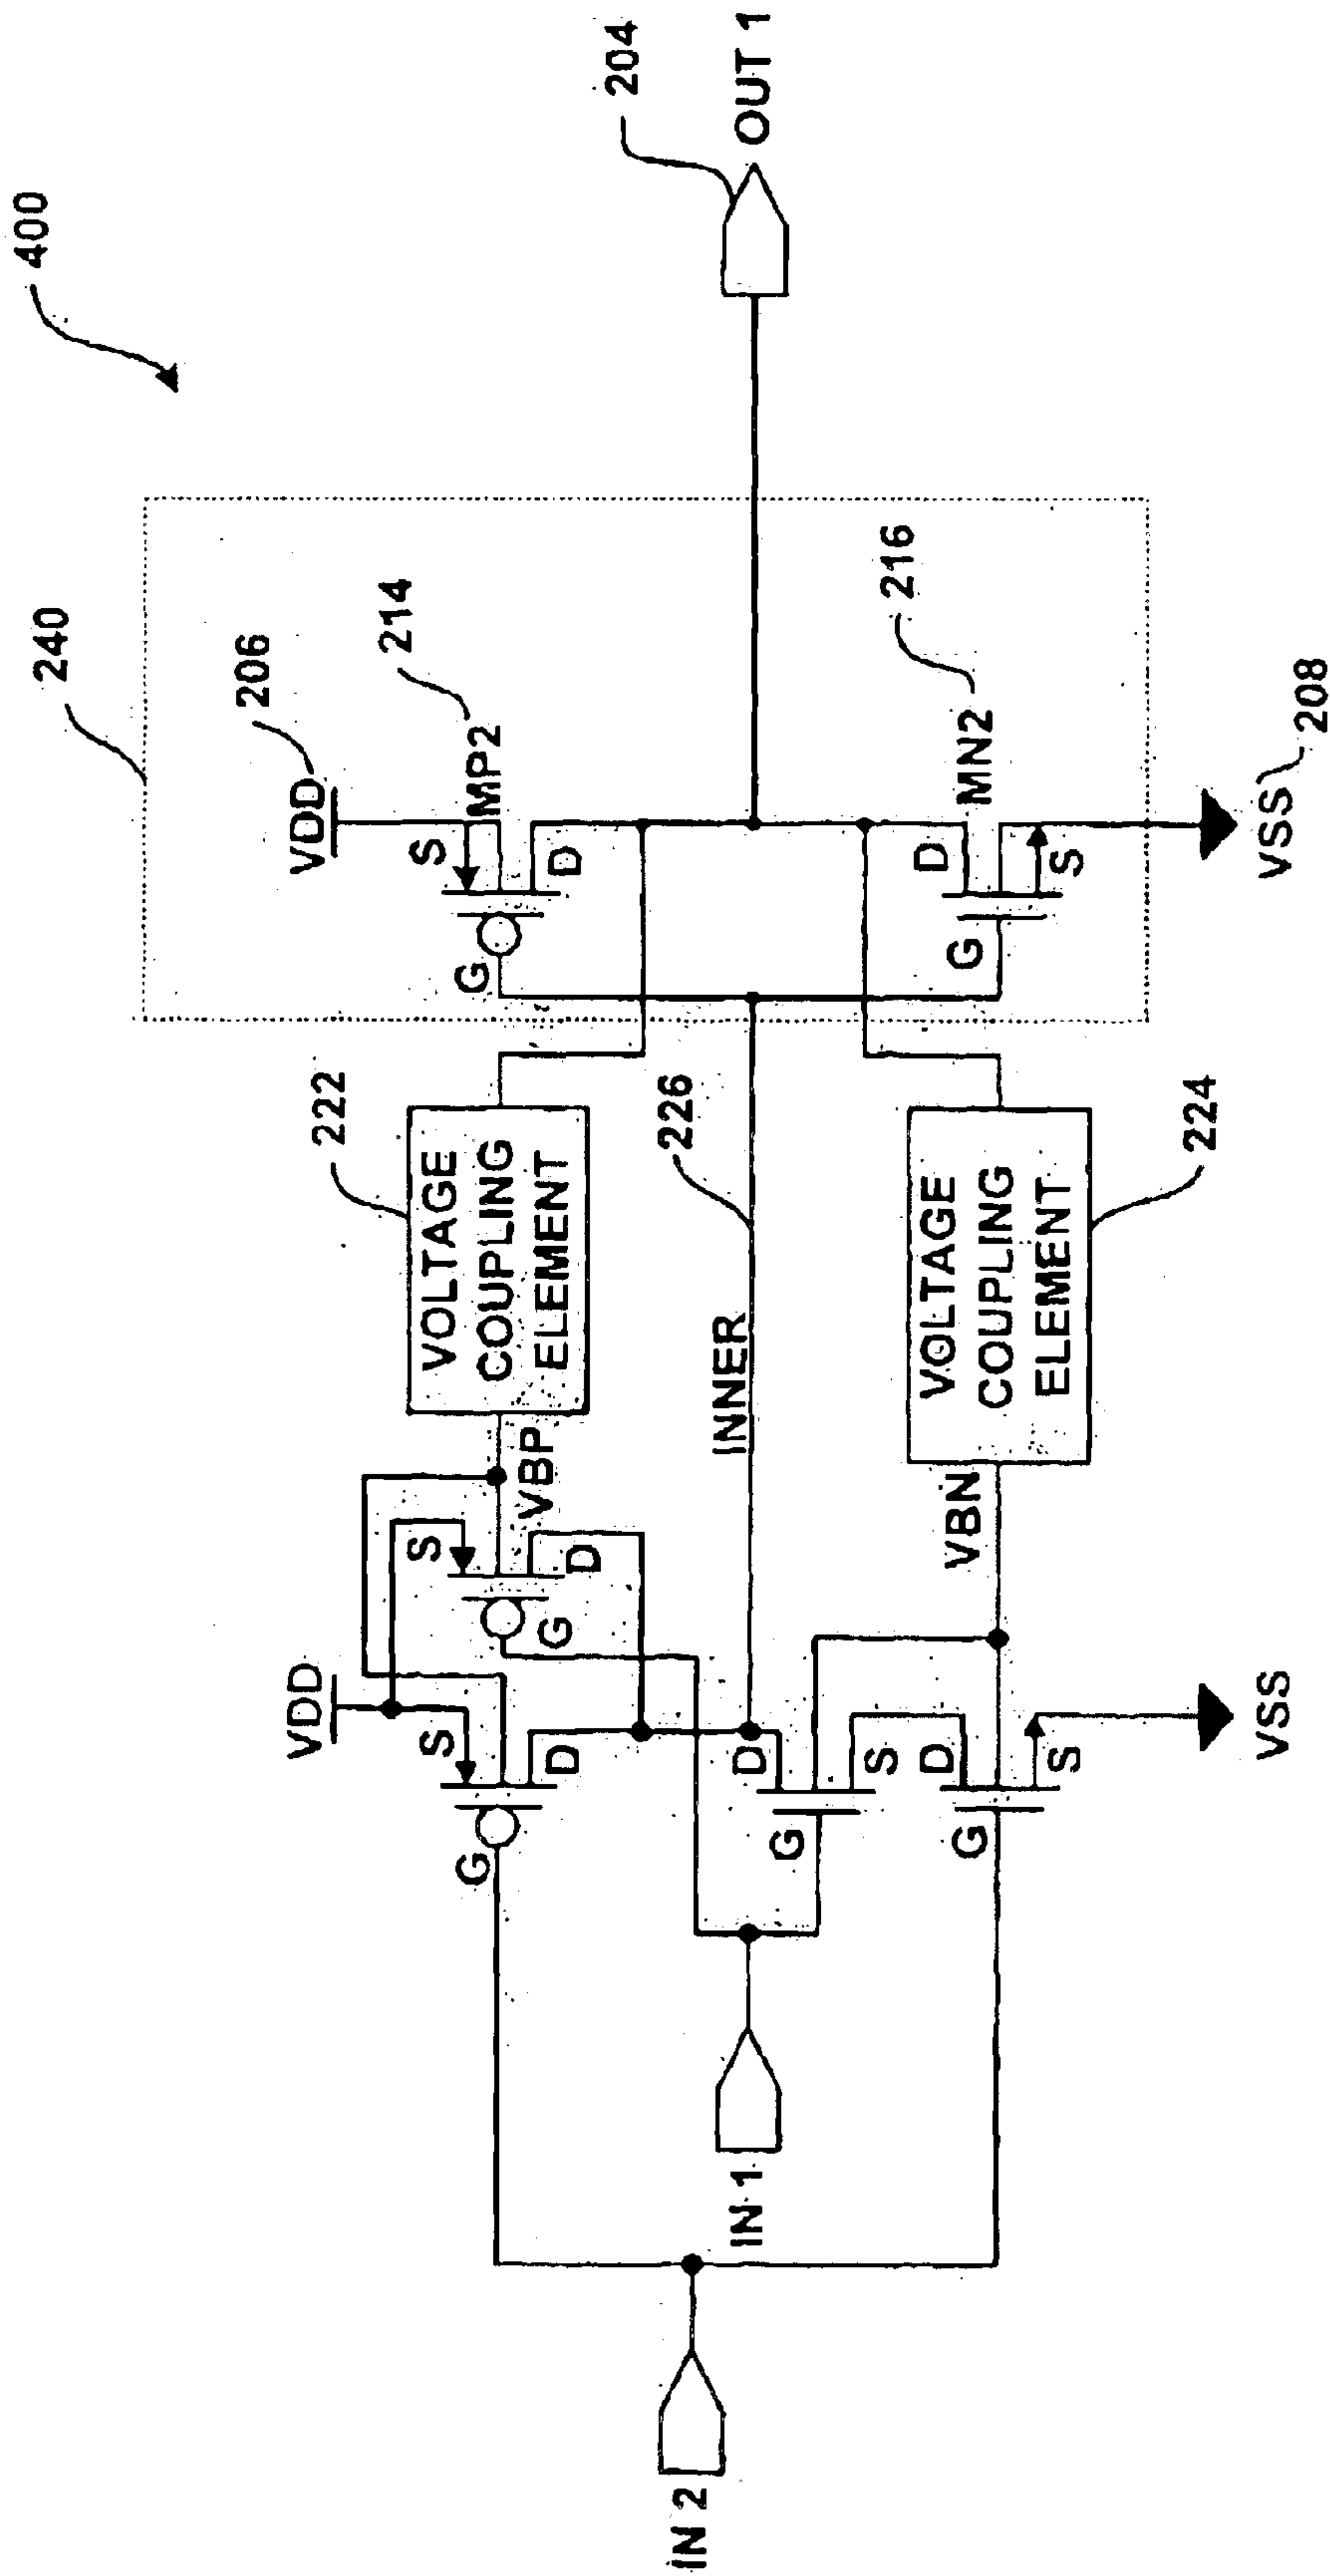 400
240
206
VDD
214
MP2
S
D
G
204
OUT 1
216
MN2
D
G
S
VSS
208
222
VOLTAGE
COUPLING
ELEMENT
VBP
226
INNER
224
VOLTAGE
COUPLING
ELEMENT
VBN
VDD
S
D
G
S
D
G
D
G
S
D
G
S
VSS
IN 1
IN 2